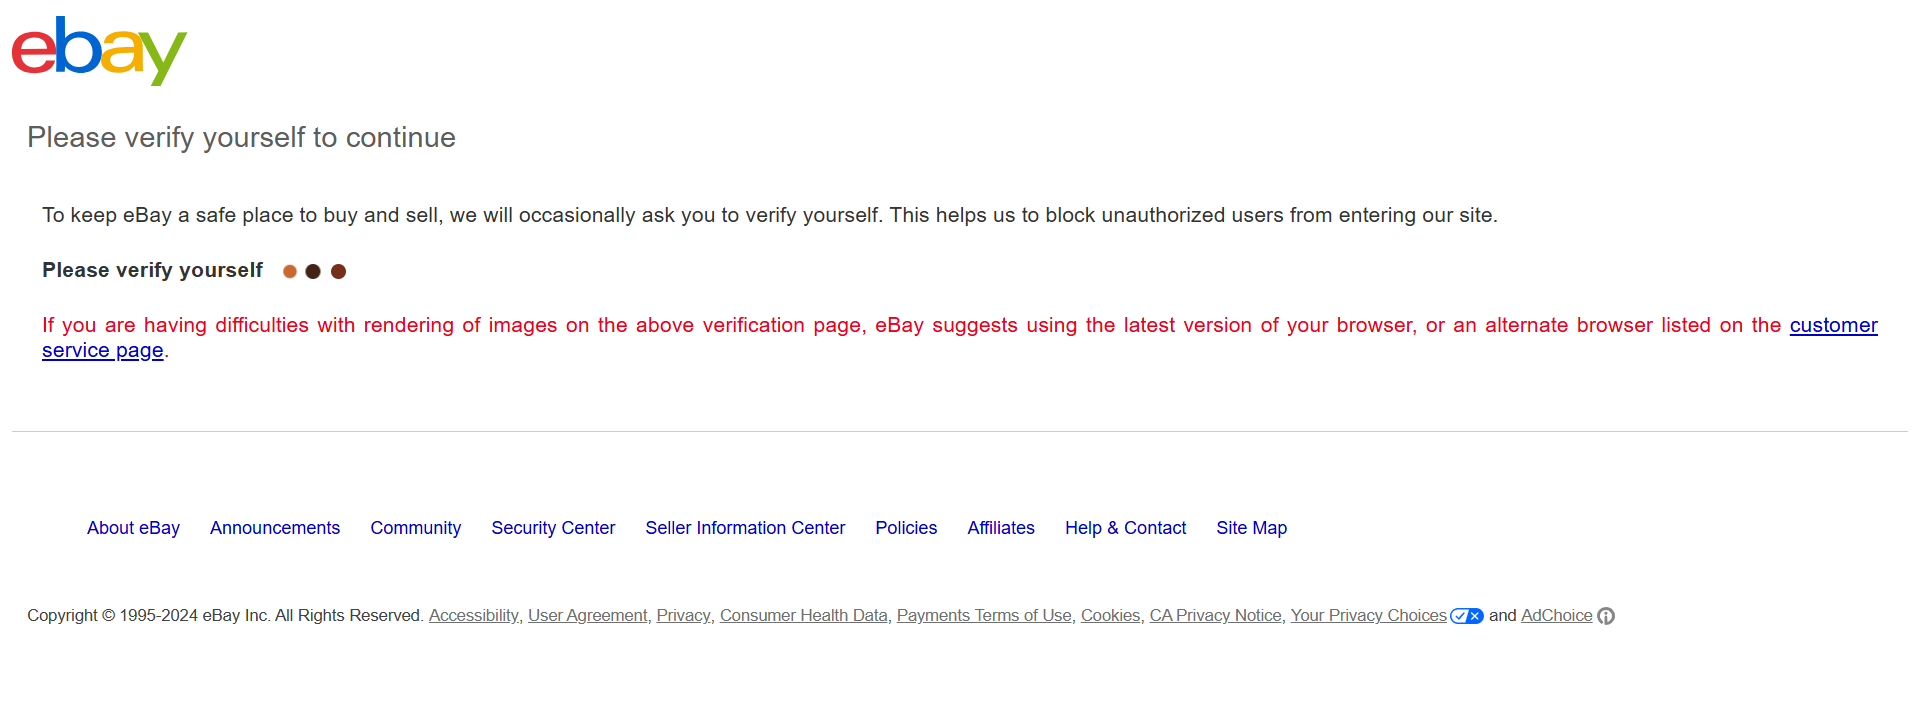 ebay
Please verify yourself to continue
To keep eBay a safe place to buy and sell, we will occasionally ask you to verify yourself. This helps us to block unauthorized users from entering our site.
Please verify yourself
If you are having difficulties with rendering of images on the above verification page, eBay suggests using the latest version of your browser, or an alternate browser listed on the customer
service page.
About eBay Announcements Community Security Center Seller Information Center Policies Affiliates Help & Contact Site Map
Copyright © 1995-2024 eBay Inc. All Rights Reserved. Accessibility, User Agreement, Privacy, Consumer Health Data, Payments Terms of Use, Cookies, CA Privacy Notice, Your Privacy Choices and AdChoice